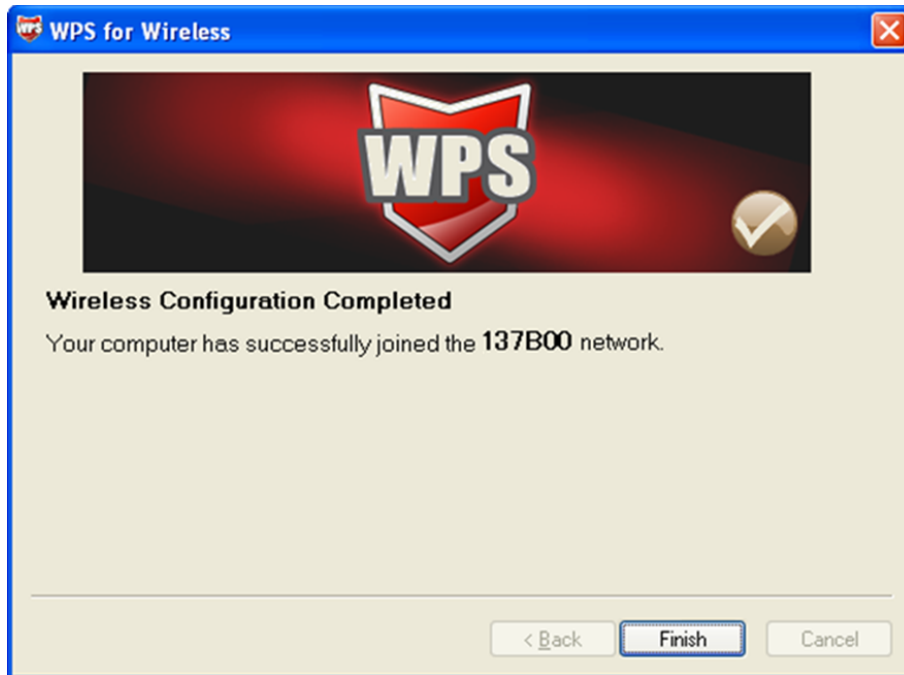 WPS for Wireless
WPS
Wireless Configuration Completed
Your computer has successfully joined the 137B00 network.
< Back Finish Cancel